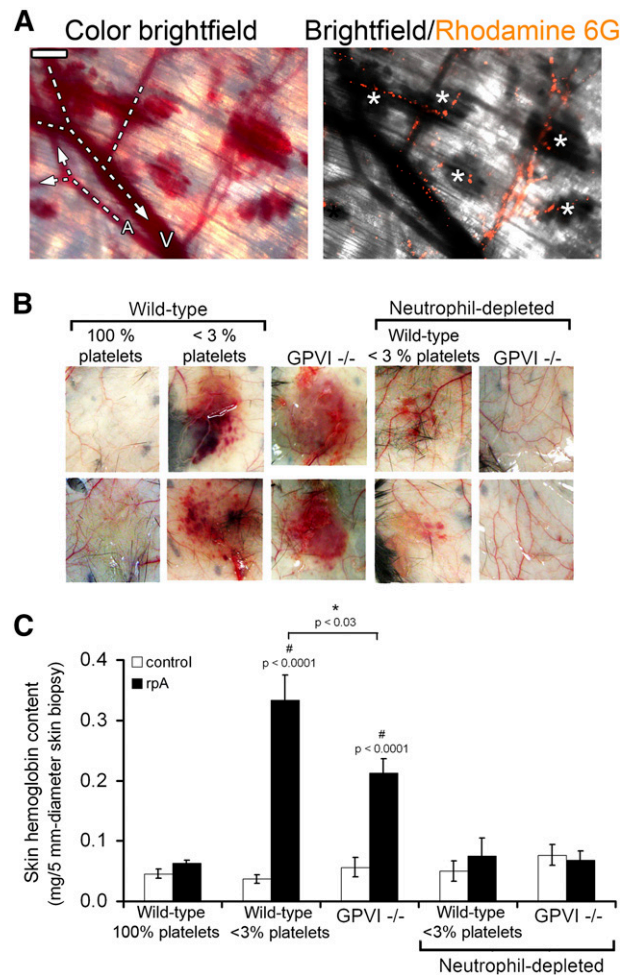 A
Color brightfield
Brightfield/Rhodamine 6G
* * * * *
A
V
B
Wild-type
Neutrophil-depleted
100 %
platelets
< 3 %
platelets
GPVI -/-
Wild-type
< 3 % platelets
GPVI -/-
C
control
rpA
*
p < 0.03
#
p < 0.0001
#
p < 0.0001
Skin hemoglobin content
(mg/5 mm-diameter skin biopsy)
0.4
0.3
0.2
0.1
0.0
Wild-type
100% platelets
Wild-type
<3% platelets
GPVI -/-
Wild-type
<3% platelets
GPVI -/-
Neutrophil-depleted